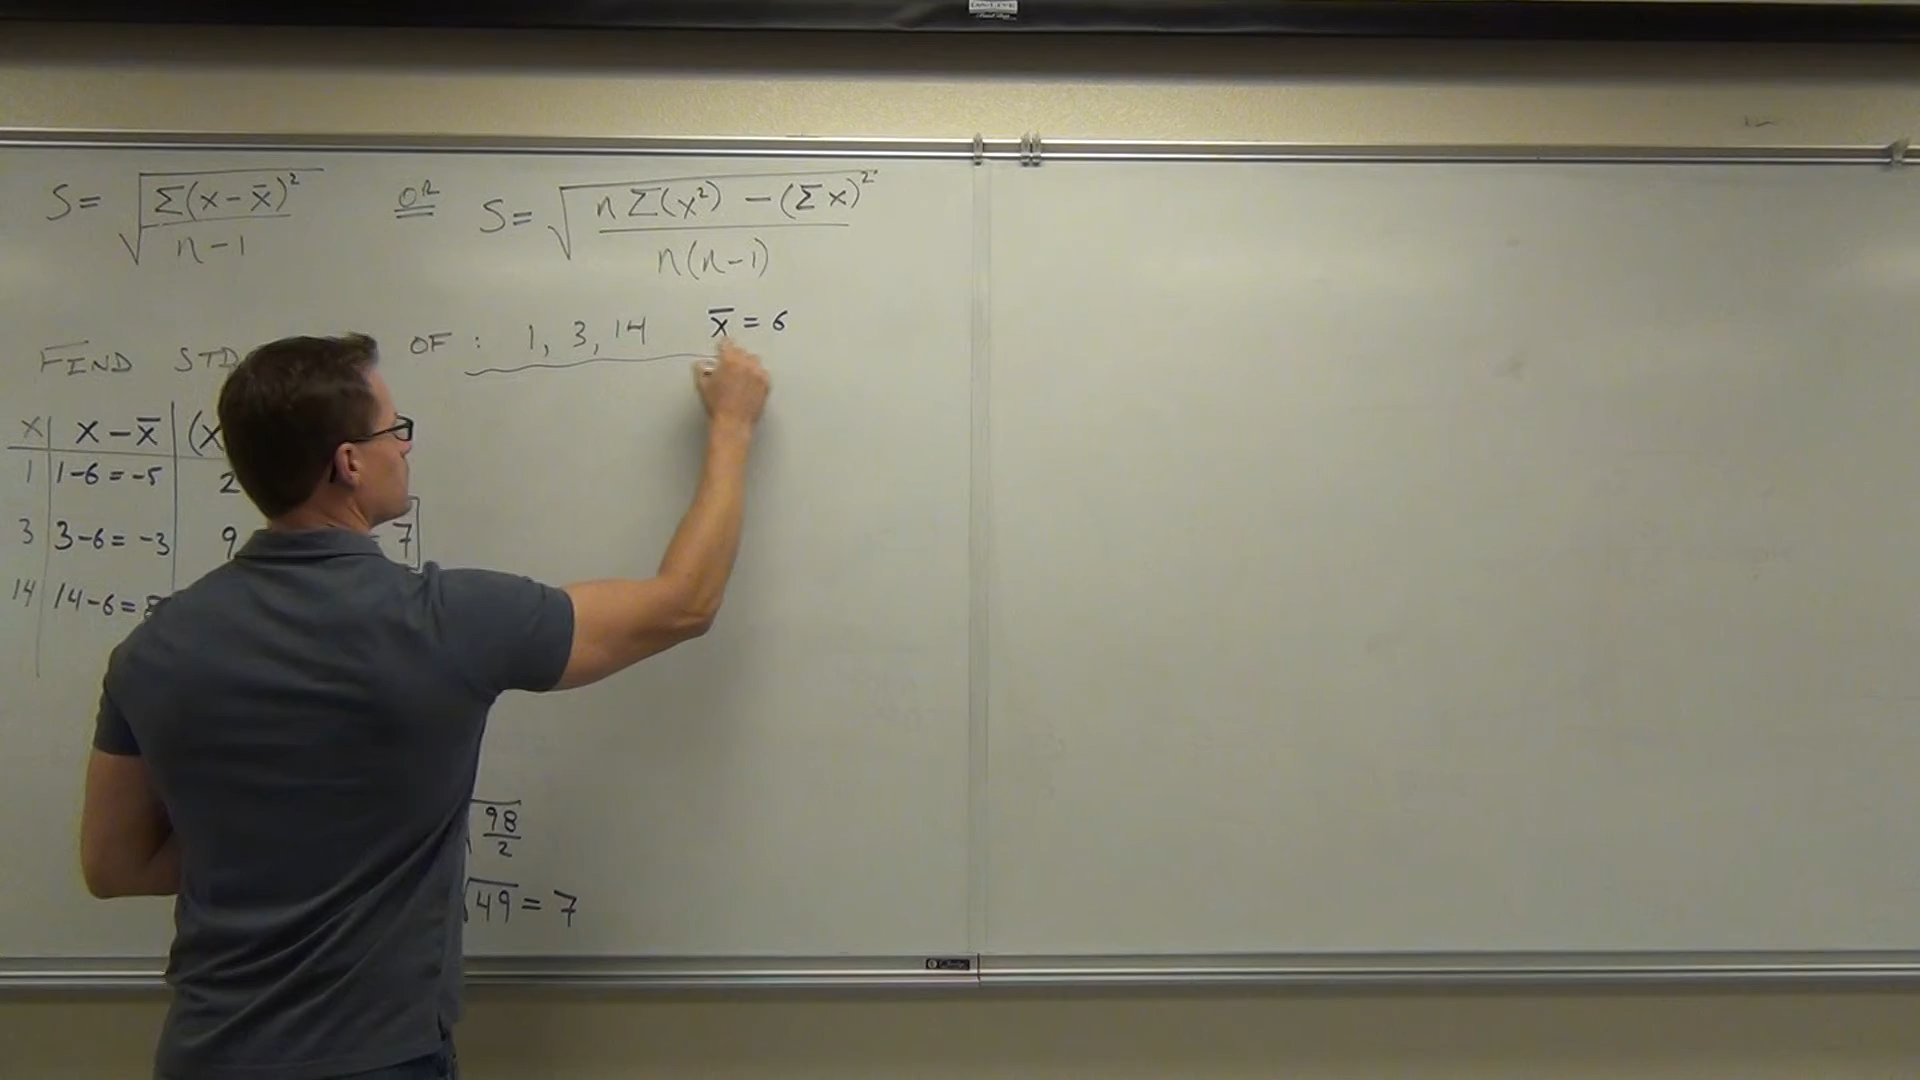 S = √(Σ(x-x̄)² / n-1) OR S = √(nΣ(x²) - (Σx)² / n(n-1))
FIND STD OF : 1, 3, 14 x̄ = 6
x | x-x̄ | (x
1 | 1-6 = -5 | 2
3 | 3-6 = -3 | 9 7
14 | 14-6 = 8
√(98/2)
√49 = 7